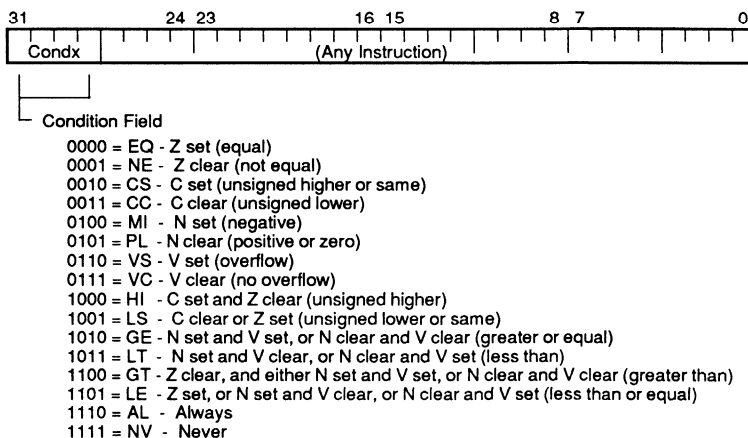 31 24 23 16 15 8 7 0
Condx (Any Instruction)
Condition Field
0000 = EQ - Z set (equal)
0001 = NE - Z clear (not equal)
0010 = CS - C set (unsigned higher or same)
0011 = CC - C clear (unsigned lower)
0100 = MI - N set (negative)
0101 = PL - N clear (positive or zero)
0110 = VS - V set (overflow)
0111 = VC - V clear (no overflow)
1000 = HI - C set and Z clear (unsigned higher)
1001 = LS - C clear or Z set (unsigned lower or same)
1010 = GE - N set and V set, or N clear and V clear (greater or equal)
1011 = LT - N set and V clear, or N clear and V set (less than)
1100 = GT - Z clear, and either N set and V set, or N clear and V clear (greater than)
1101 = LE - Z set, or N set and V clear, or N clear and V set (less than or equal)
1110 = AL - Always
1111 = NV - Never